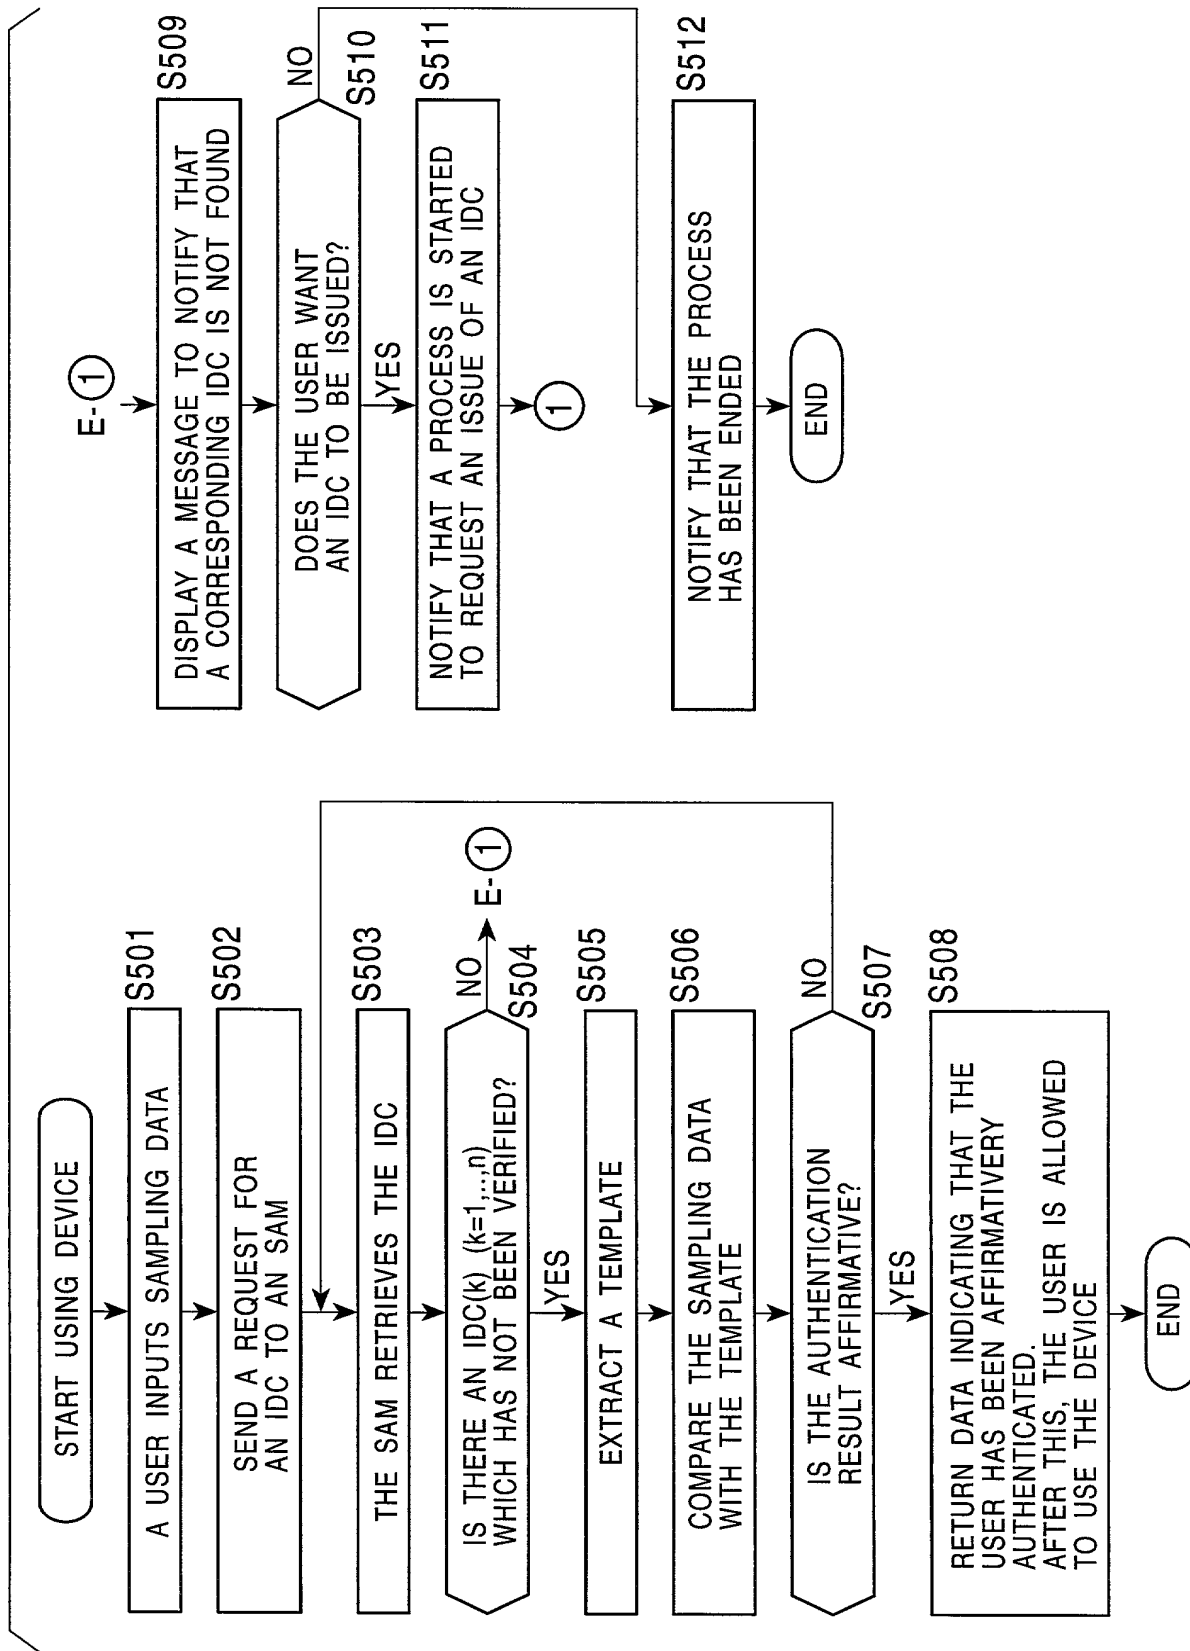 START USING DEVICE
S501
A USER INPUTS SAMPLING DATA
S502
SEND A REQUEST FOR
AN IDC TO AN SAM
S503
THE SAM RETRIEVES THE IDC
IS THERE AN IDC(k) (k=1,..,n)
WHICH HAS NOT BEEN VERIFIED?
NO
E-1
S504
YES
S505
EXTRACT A TEMPLATE
S506
COMPARE THE SAMPLING DATA
WITH THE TEMPLATE
IS THE AUTHENTICATION
RESULT AFFIRMATIVE?
NO
S507
YES
S508
RETURN DATA INDICATING THAT THE
USER HAS BEEN AFFIRMATIVERY
AUTHENTICATED.
AFTER THIS, THE USER IS ALLOWED
TO USE THE DEVICE
END
E-1
S509
DISPLAY A MESSAGE TO NOTIFY THAT
A CORRESPONDING IDC IS NOT FOUND
DOES THE USER WANT
AN IDC TO BE ISSUED?
NO
S510
YES
S511
NOTIFY THAT A PROCESS IS STARTED
TO REQUEST AN ISSUE OF AN IDC
1
S512
NOTIFY THAT THE PROCESS
HAS BEEN ENDED
END